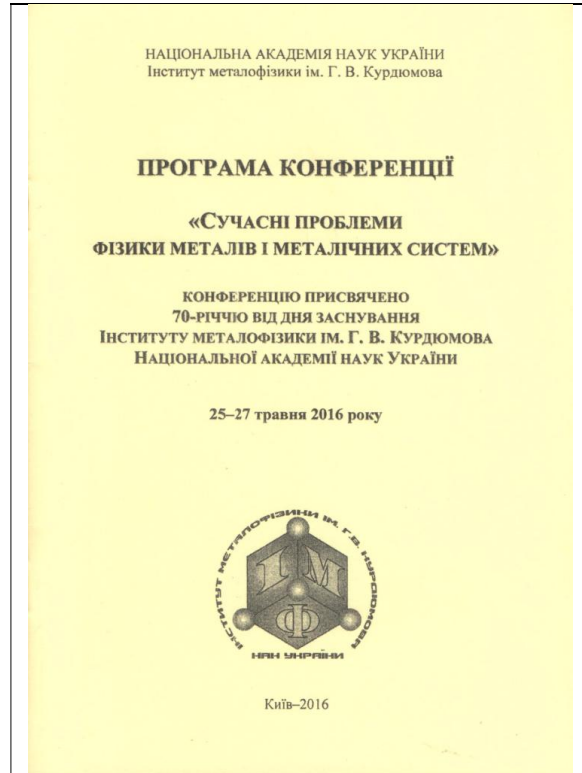 НАЦІОНАЛЬНА АКАДЕМІЯ НАУК УКРАЇНИ
Інститут металофізики ім. Г. В. Курдюмова
ПРОГРАМА КОНФЕРЕНЦІЇ
«СУЧАСНІ ПРОБЛЕМИ
ФІЗИКИ МЕТАЛІВ І МЕТАЛІЧНИХ СИСТЕМ»
КОНФЕРЕНЦІЮ ПРИСВЯЧЕНО
70-РІЧЧЮ ВІД ДНЯ ЗАСНУВАННЯ
ІНСТИТУТУ МЕТАЛОФІЗИКИ ІМ. Г. В. КУРДЮМОВА
НАЦІОНАЛЬНОЇ АКАДЕМІЇ НАУК УКРАЇНИ
25–27 травня 2016 року
ІНСТИТУТ МЕТАЛОФІЗИКИ ІМ. Г.В. КУРДЮМОВА
І М
Ф
НАН УКРАЇНИ
Київ–2016